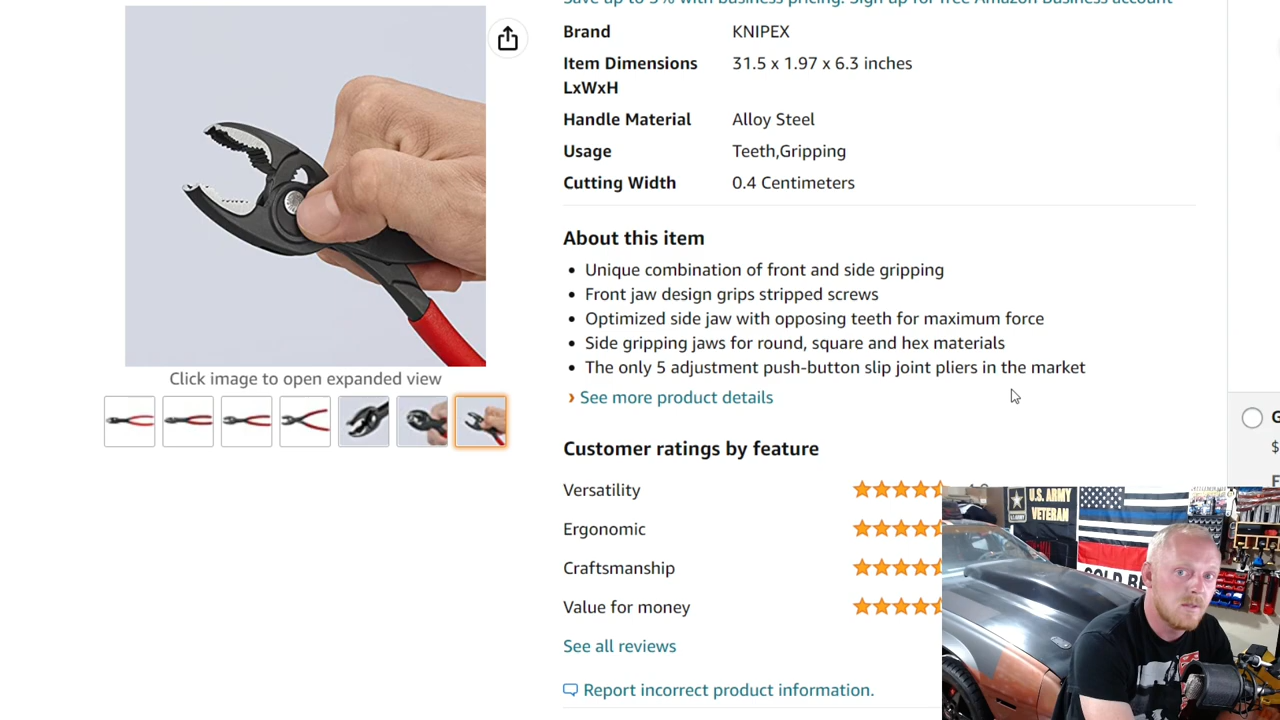 Brand KNIPEX
Item Dimensions 31.5 x 1.97 x 6.3 inches
LxWxH
Handle Material Alloy Steel
Usage Teeth,Gripping
Cutting Width 0.4 Centimeters
About this item
• Unique combination of front and side gripping
• Front jaw design grips stripped screws
• Optimized side jaw with opposing teeth for maximum force
• Side gripping jaws for round, square and hex materials
• The only 5 adjustment push-button slip joint pliers in the market
Click image to open expanded view
› See more product details
Customer ratings by feature
Versatility
Ergonomic
Craftsmanship
Value for money
See all reviews
Report incorrect product information.
U.S. ARMY
VETERAN